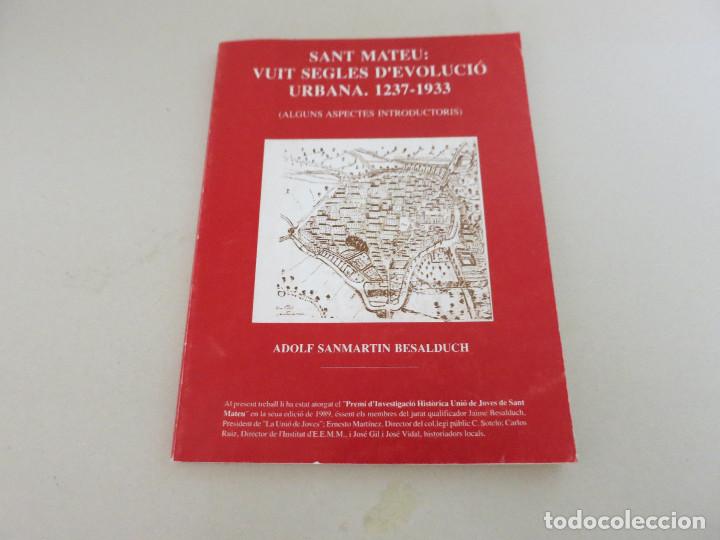 SANT MATEU:
VUIT SEGLES D'EVOLUCIÓ
URBANA. 1237-1933
(ALGUNS ASPECTES INTRODUCTORIS)
ADOLF SANMARTIN BESALDUCH
Al present treball li ha estat atorgat el "Premi d'Investigació Històrica Unió de Joves de Sant
Mateu" en la seua edició de 1989, éssent els membres del jurat qualificador Jaime Besalduch,
President de "La Unió de Joves"; Ernesto Martínez, Director del col.legi públic C. Sotelo; Carlos
Ruiz, Director de l'Institut d'E.E.M.M., i José Gil i José Vidal, historiadors locals.
todocoleccion